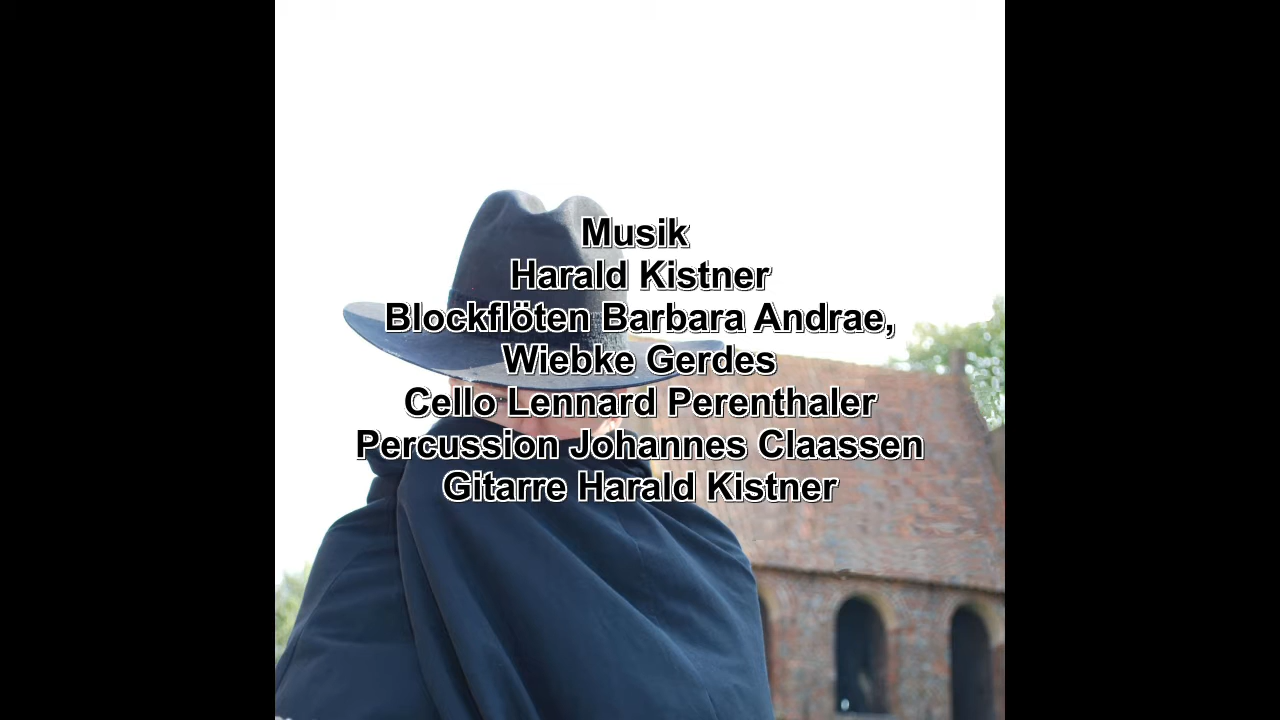 Musik
Harald Kistner
Blockflöten Barbara Andrae,
Wiebke Gerdes
Cello Lennard Perenthaler
Percussion Johannes Claassen
Gitarre Harald Kistner